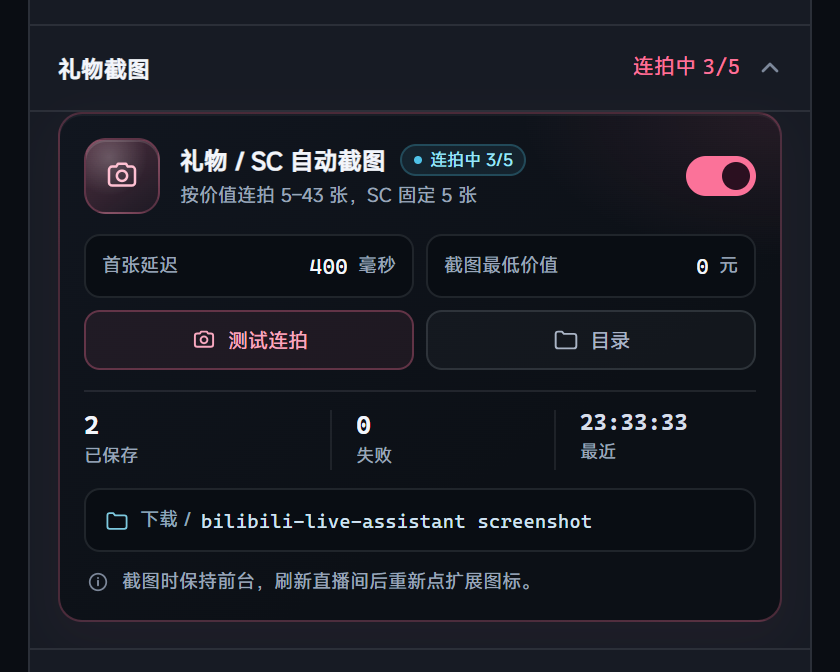 礼物截图
连拍中 3/5
礼物 / SC 自动截图
连拍中 3/5
按价值连拍 5–43 张，SC 固定 5 张
首张延迟 400 毫秒
截图最低价值 0 元
测试连拍
目录
2
已保存
0
失败
23:33:33
最近
下载 / bilibili-live-assistant screenshot
截图时保持前台，刷新直播间后重新点扩展图标。